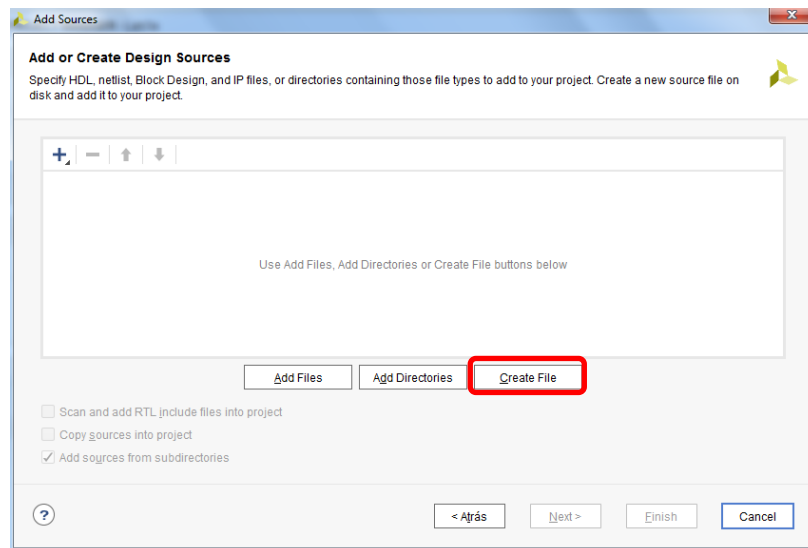 Add Sources
Add or Create Design Sources
Specify HDL, netlist, Block Design, and IP files, or directories containing those file types to add to your project. Create a new source file on
disk and add it to your project.
Use Add Files, Add Directories or Create File buttons below
Add Files
Add Directories
Create File
Scan and add RTL include files into project
Copy sources into project
Add sources from subdirectories
?
< Atrás
Next >
Finish
Cancel